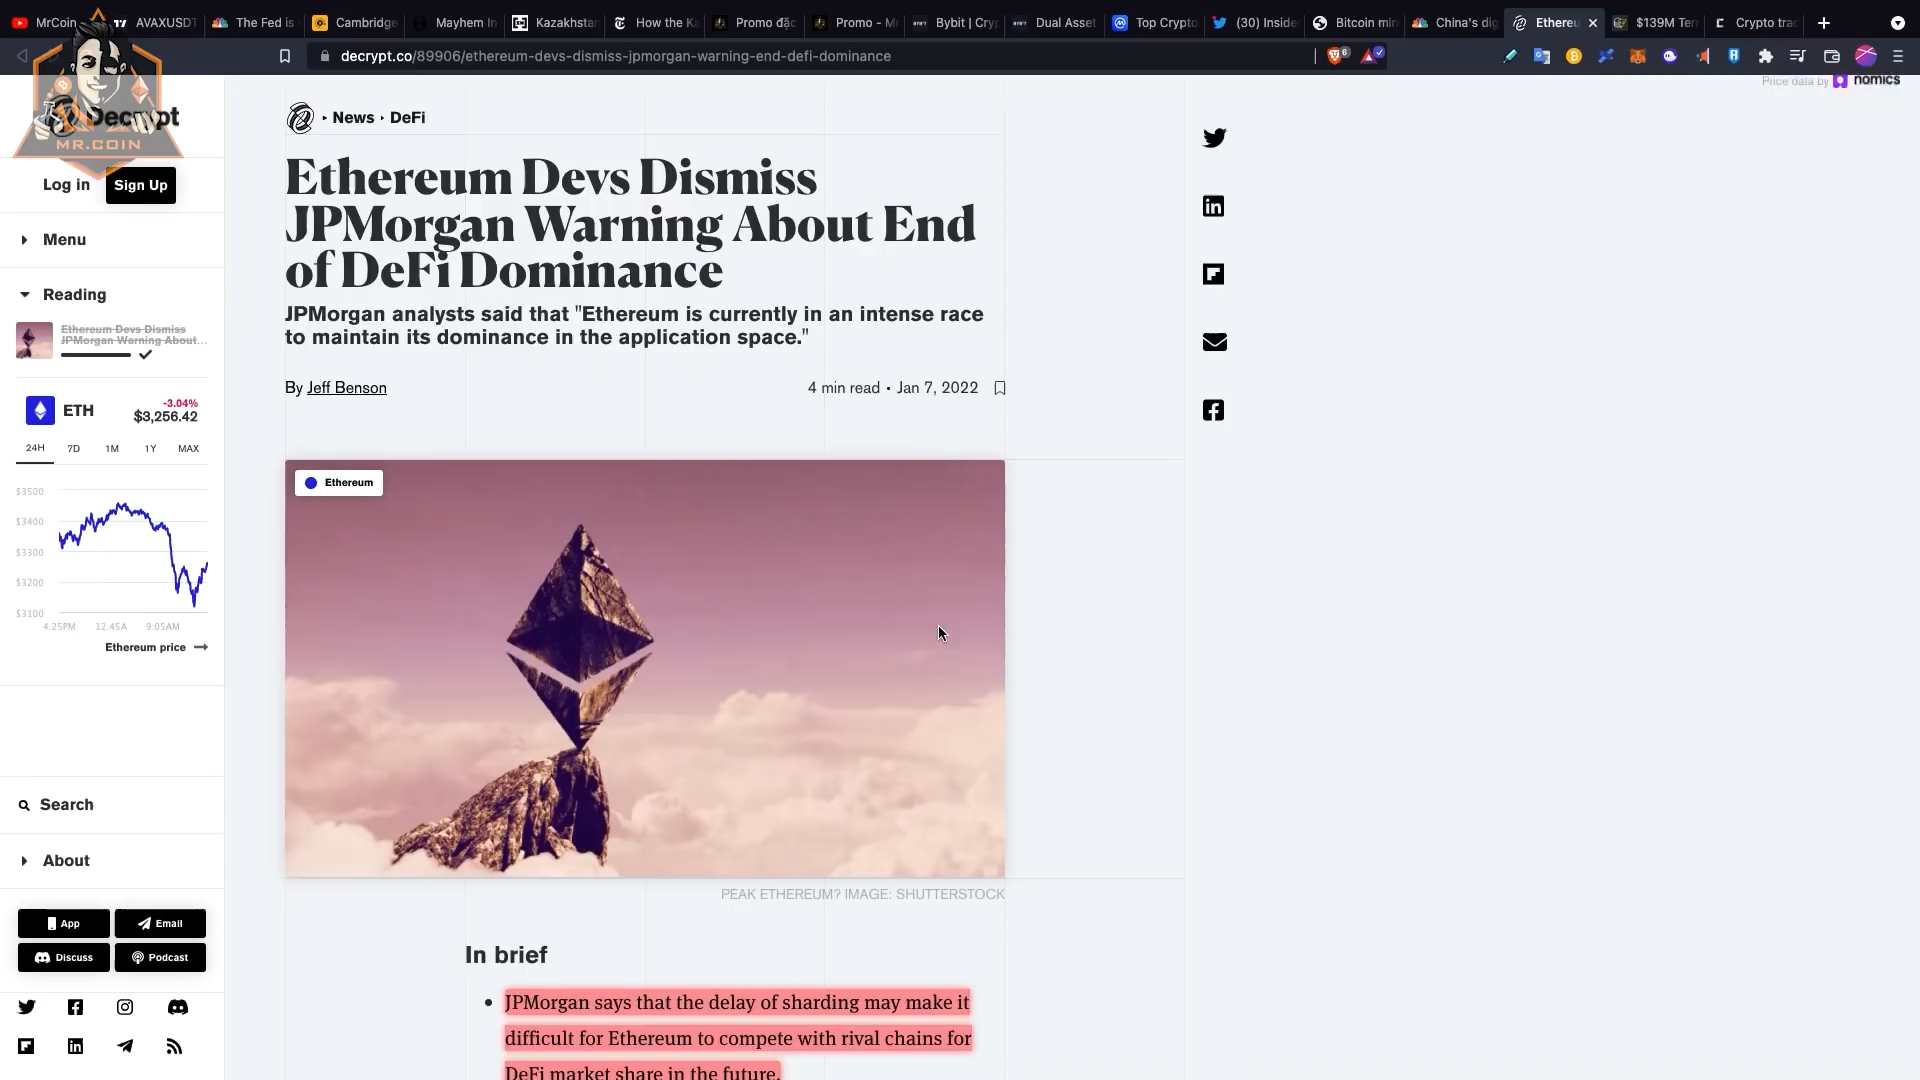 MrCoin
AVAXUSDT
The Fed is
Cambridge
Mayhem In
Kazakhstan
How the Ka
Promo đặc
Promo - Mr
Bybit | Cryp
Dual Asset
Top Crypto
(30) Inside
Bitcoin min
China's dig
Ethereu
$139M Terr
Crypto trac
decrypt.co/89906/ethereum-devs-dismiss-jpmorgan-warning-end-defi-dominance
6
Price data by nomics
Decrypt
MR.COIN
Log in
Sign Up
Menu
Reading
Ethereum Devs Dismiss
JPMorgan Warning About...
ETH
-3.04%
$3,256.42
24H 7D 1M 1Y MAX
$3500
$3400
$3300
$3200
$3100
4:25PM 12:45A 9:05AM
Ethereum price
Search
About
App
Email
Discuss
Podcast
News · DeFi
Ethereum Devs Dismiss
JPMorgan Warning About End
of DeFi Dominance
JPMorgan analysts said that "Ethereum is currently in an intense race
to maintain its dominance in the application space."
By Jeff Benson
4 min read • Jan 7, 2022
Ethereum
PEAK ETHEREUM? IMAGE: SHUTTERSTOCK
In brief
• JPMorgan says that the delay of sharding may make it
difficult for Ethereum to compete with rival chains for
DeFi market share in the future.